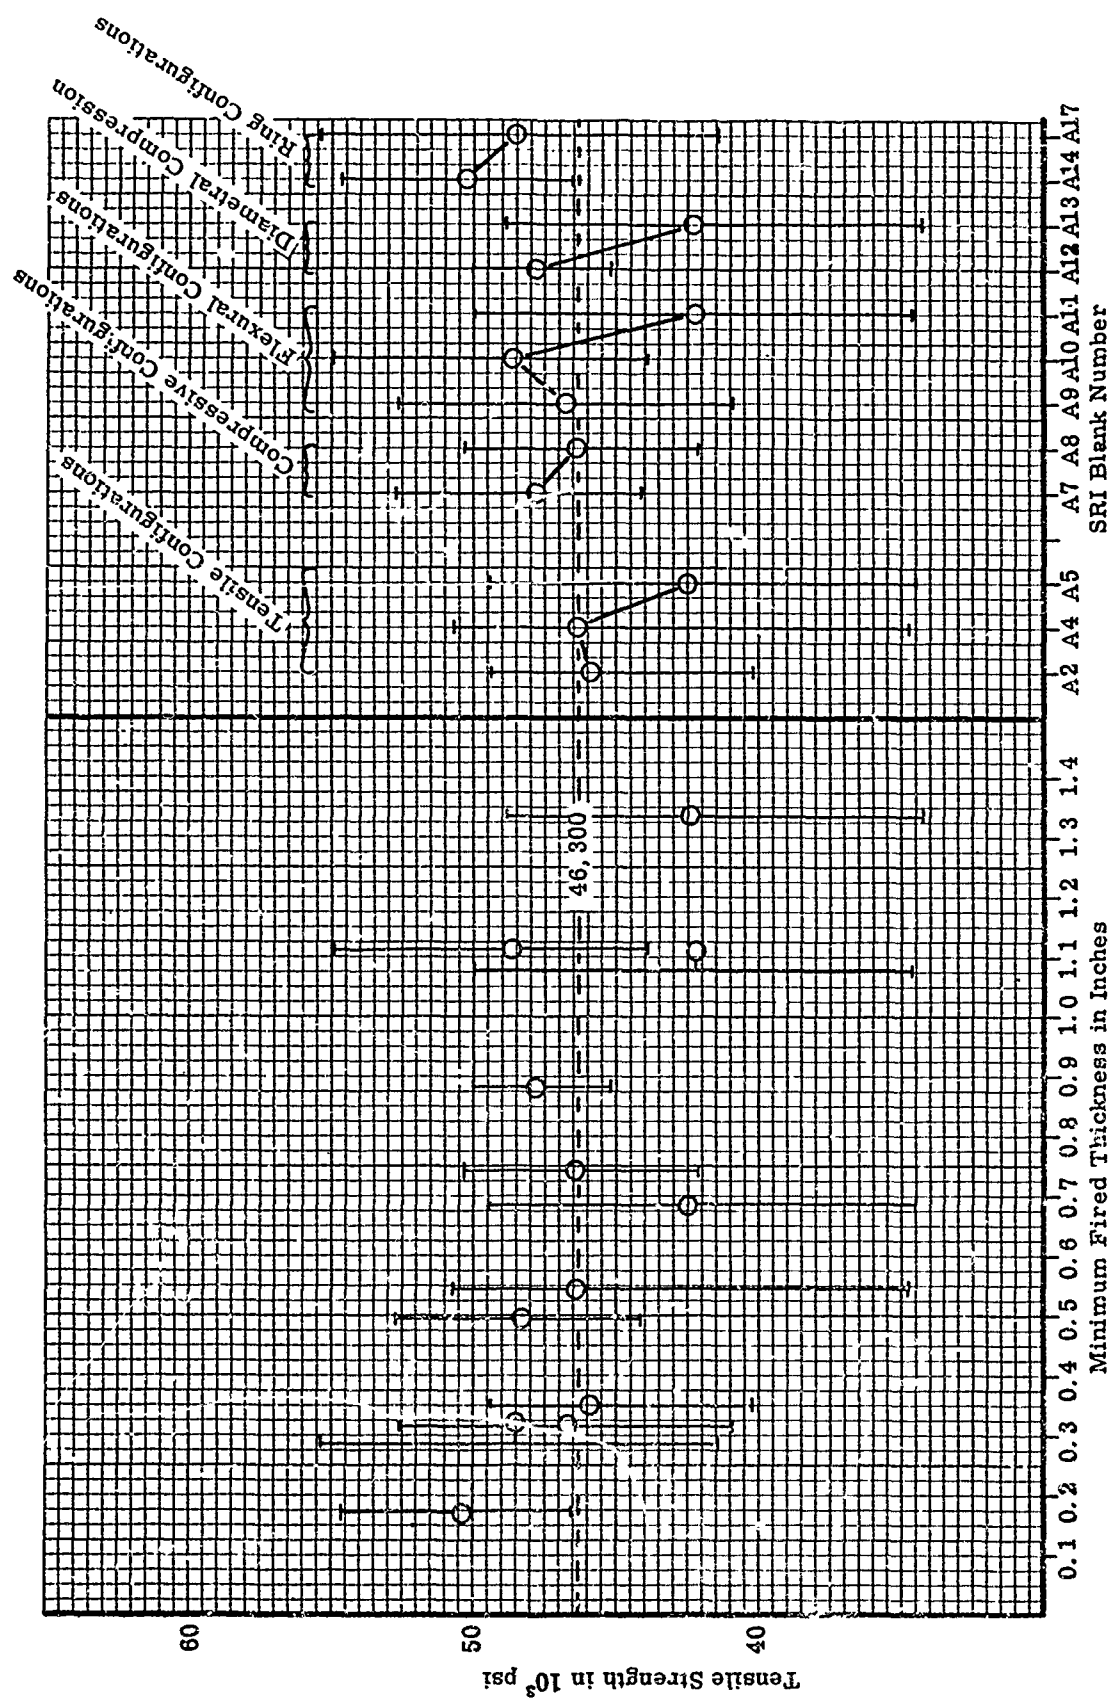 Tensile Configurations
Compressive Configurations
Flexural Configurations
Diametral Compression
Ring Configurations
Tensile Strength in 10³ psi
60
50
40
46,300
0.1 0.2 0.3 0.4 0.5 0.6 0.7 0.8 0.9 1.0 1.1 1.2 1.3 1.4
Minimum Fired Thickness in Inches
A2 A4 A5 A7 A8 A9 A10 A11 A12 A13 A14 A17
SRI Blank Number